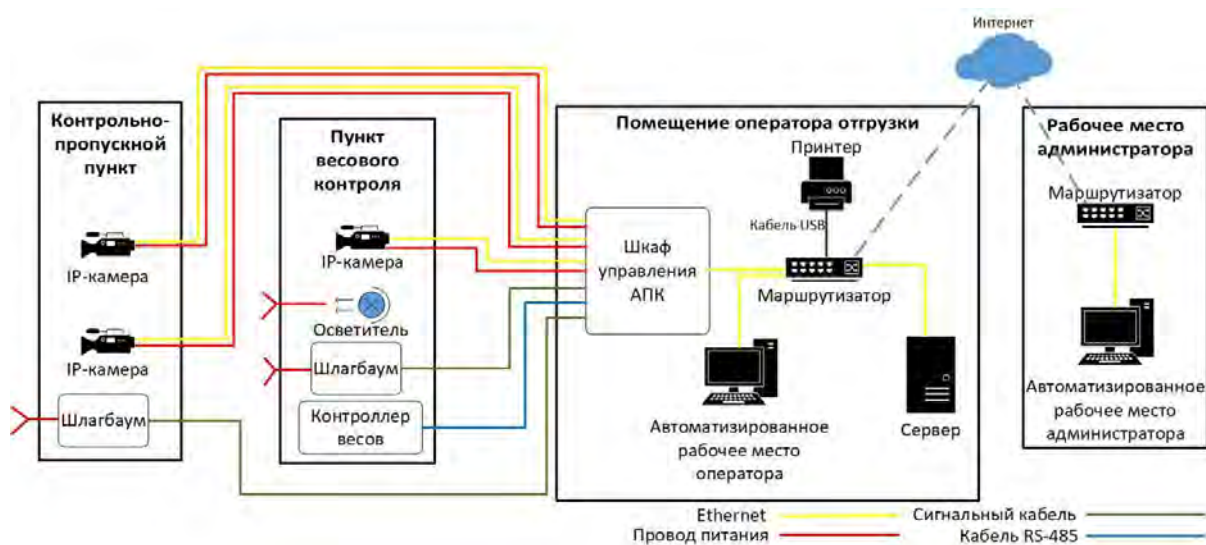 Интернет
Контрольно-
пропускной
пункт
IP-камера
IP-камера
Шлагбаум
Пункт
весового
контроля
IP-камера
Осветитель
Шлагбаум
Контроллер
весов
Помещение оператора отгрузки
Принтер
Кабель USB
Шкаф
управления
АПК
Маршрутизатор
Автоматизированное
рабочее место
оператора
Сервер
Рабочее место
администратора
Маршрутизатор
Автоматизированное
рабочее место
администратора
Ethernet
Сигнальный кабель
Провод питания
Кабель RS-485